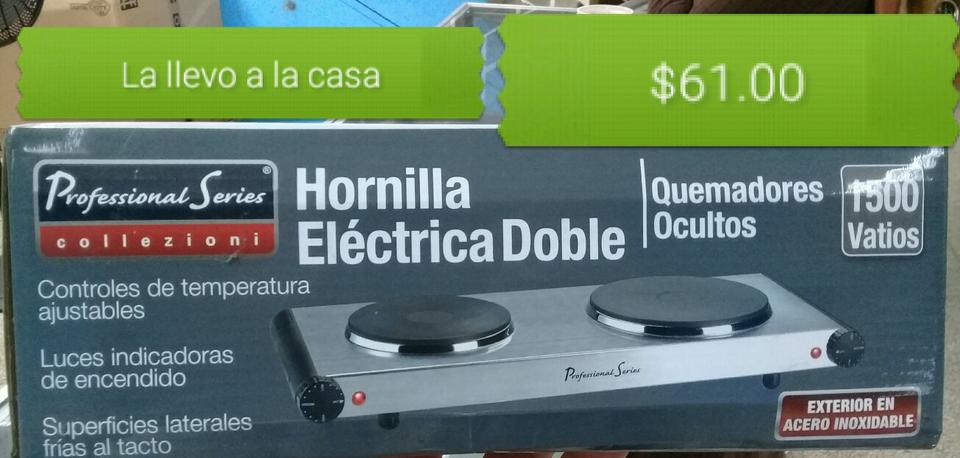 La llevo a la casa
$61.00
Professional Series®
collezioni
Hornilla
Eléctrica Doble
Quemadores
Ocultos
1500
Vatios
Controles de temperatura
ajustables
Luces indicadoras
de encendido
Superficies laterales
frías al tacto
Professional Series
EXTERIOR EN
ACERO INOXIDABLE